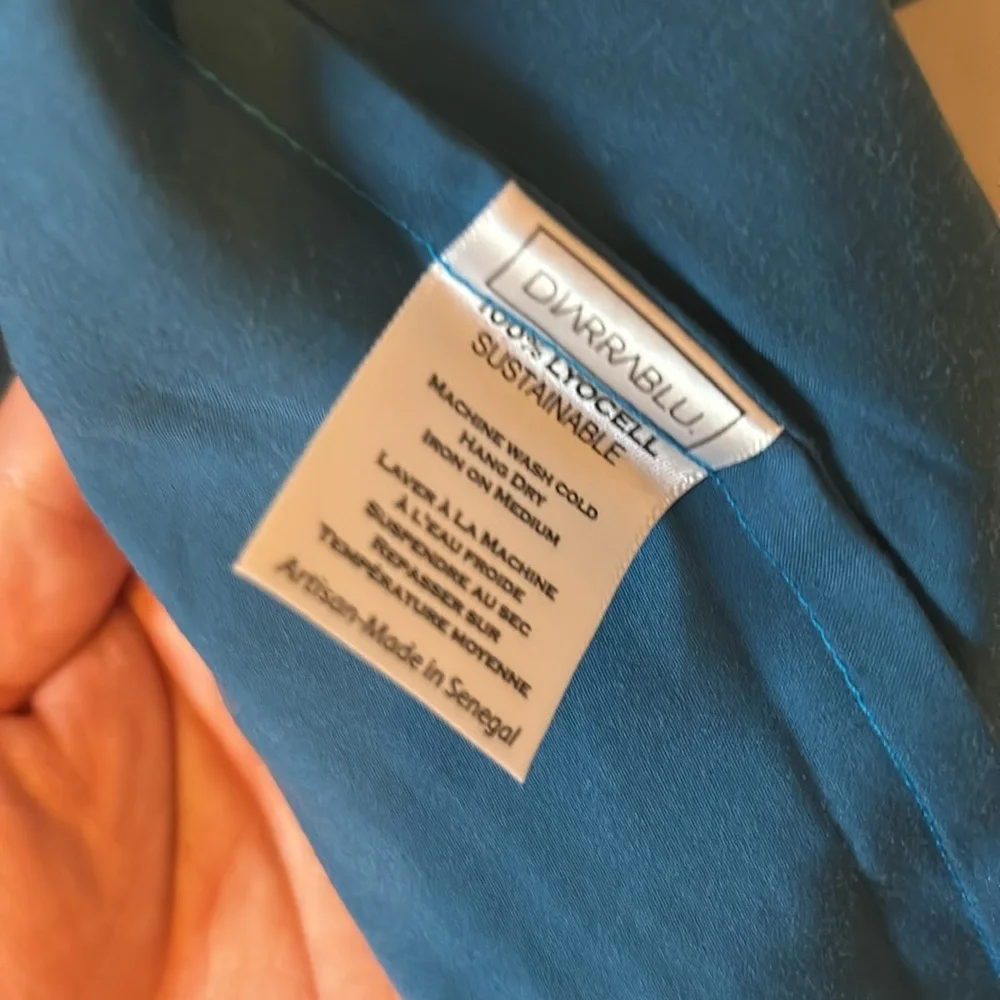 DIARRABLU.
100% LYOCELL
SUSTAINABLE
MACHINE WASH COLD
HANG DRY
IRON ON MEDIUM
LAVER À LA MACHINE
À L'EAU FROIDE
SUSPENDRE AU SEC
REPASSER SUR
TEMPÉRATURE MOYENNE
Artisan-Made in Senegal